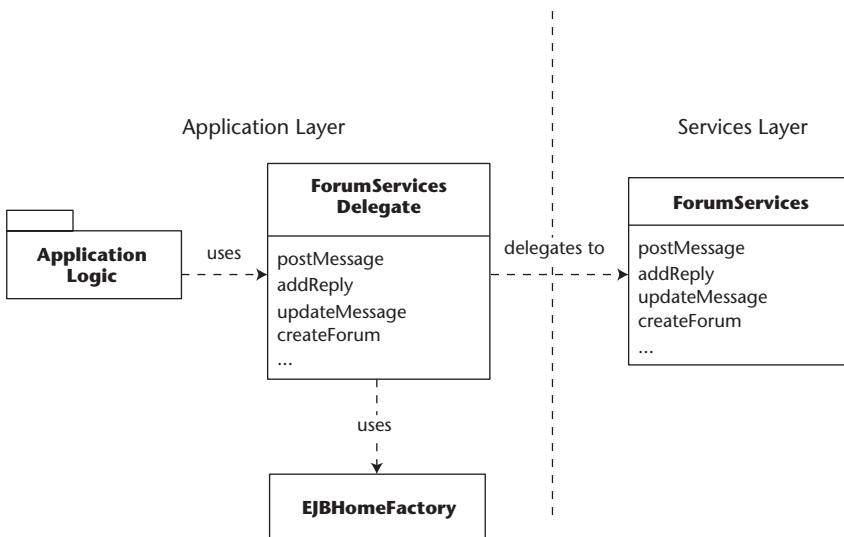 Application Layer
Services Layer
ForumServices
Delegate
postMessage
addReply
updateMessage
createForum
...
ForumServices
postMessage
addReply
updateMessage
createForum
...
Application
Logic
uses
delegates to
uses
EJBHomeFactory